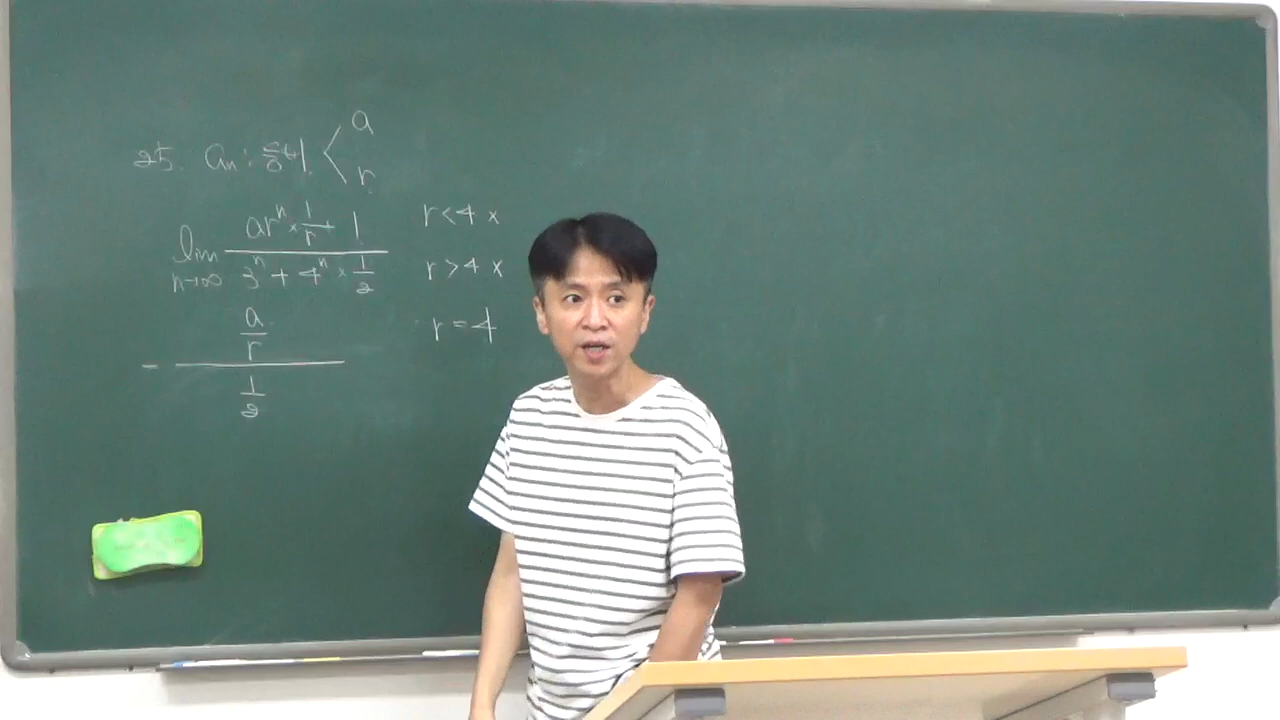 25. aₙ : 등비 < a
r
lim n→∞ (arⁿ × 1/r + 1) / (3ⁿ + 4ⁿ × 1/2)
r < 4 ×
r > 4 ×
r = 4
= (a/r) / (1/2)